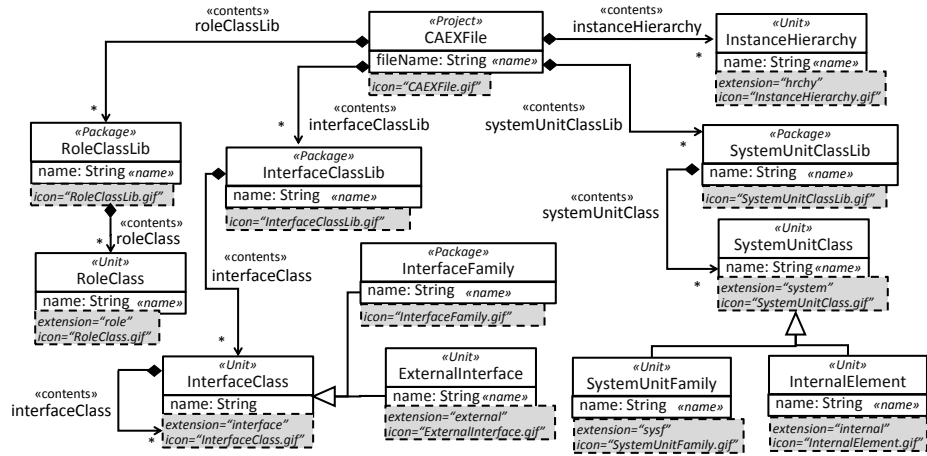 «contents»
roleClassLib
«Project»
CAEXFile
fileName: String «name»
icon="CAEXFile.gif"
«contents»
instanceHierarchy
*
«Unit»
InstanceHierarchy
name: String «name»
extension="hrchy"
icon="InstanceHierarchy.gif"
*
«contents»
interfaceClassLib
*
«contents»
systemUnitClassLib
*
«Package»
RoleClassLib
name: String «name»
icon="RoleClassLib.gif"
«Package»
InterfaceClassLib
name: String «name»
icon="InterfaceClassLib.gif"
«Package»
SystemUnitClassLib
name: String «name»
icon="SystemUnitClassLib.gif"
«contents»
roleClass
*
«contents»
systemUnitClass
*
«Unit»
RoleClass
name: String «name»
extension="role"
icon="RoleClass.gif"
«contents»
interfaceClass
*
«Package»
InterfaceFamily
name: String «name»
icon="InterfaceFamily.gif"
«Unit»
SystemUnitClass
name: String «name»
extension="system"
icon="SystemUnitClass.gif"
«contents»
interfaceClass
*
«Unit»
InterfaceClass
name: String
extension="interface"
icon="InterfaceClass.gif"
«Unit»
ExternalInterface
name: String «name»
extension="external"
icon="ExternalInterface.gif"
«Unit»
SystemUnitFamily
name: String «name»
extension="sysf"
icon="SystemUnitFamily.gif"
«Unit»
InternalElement
name: String «name»
extension="internal"
icon="InternalElement.gif"